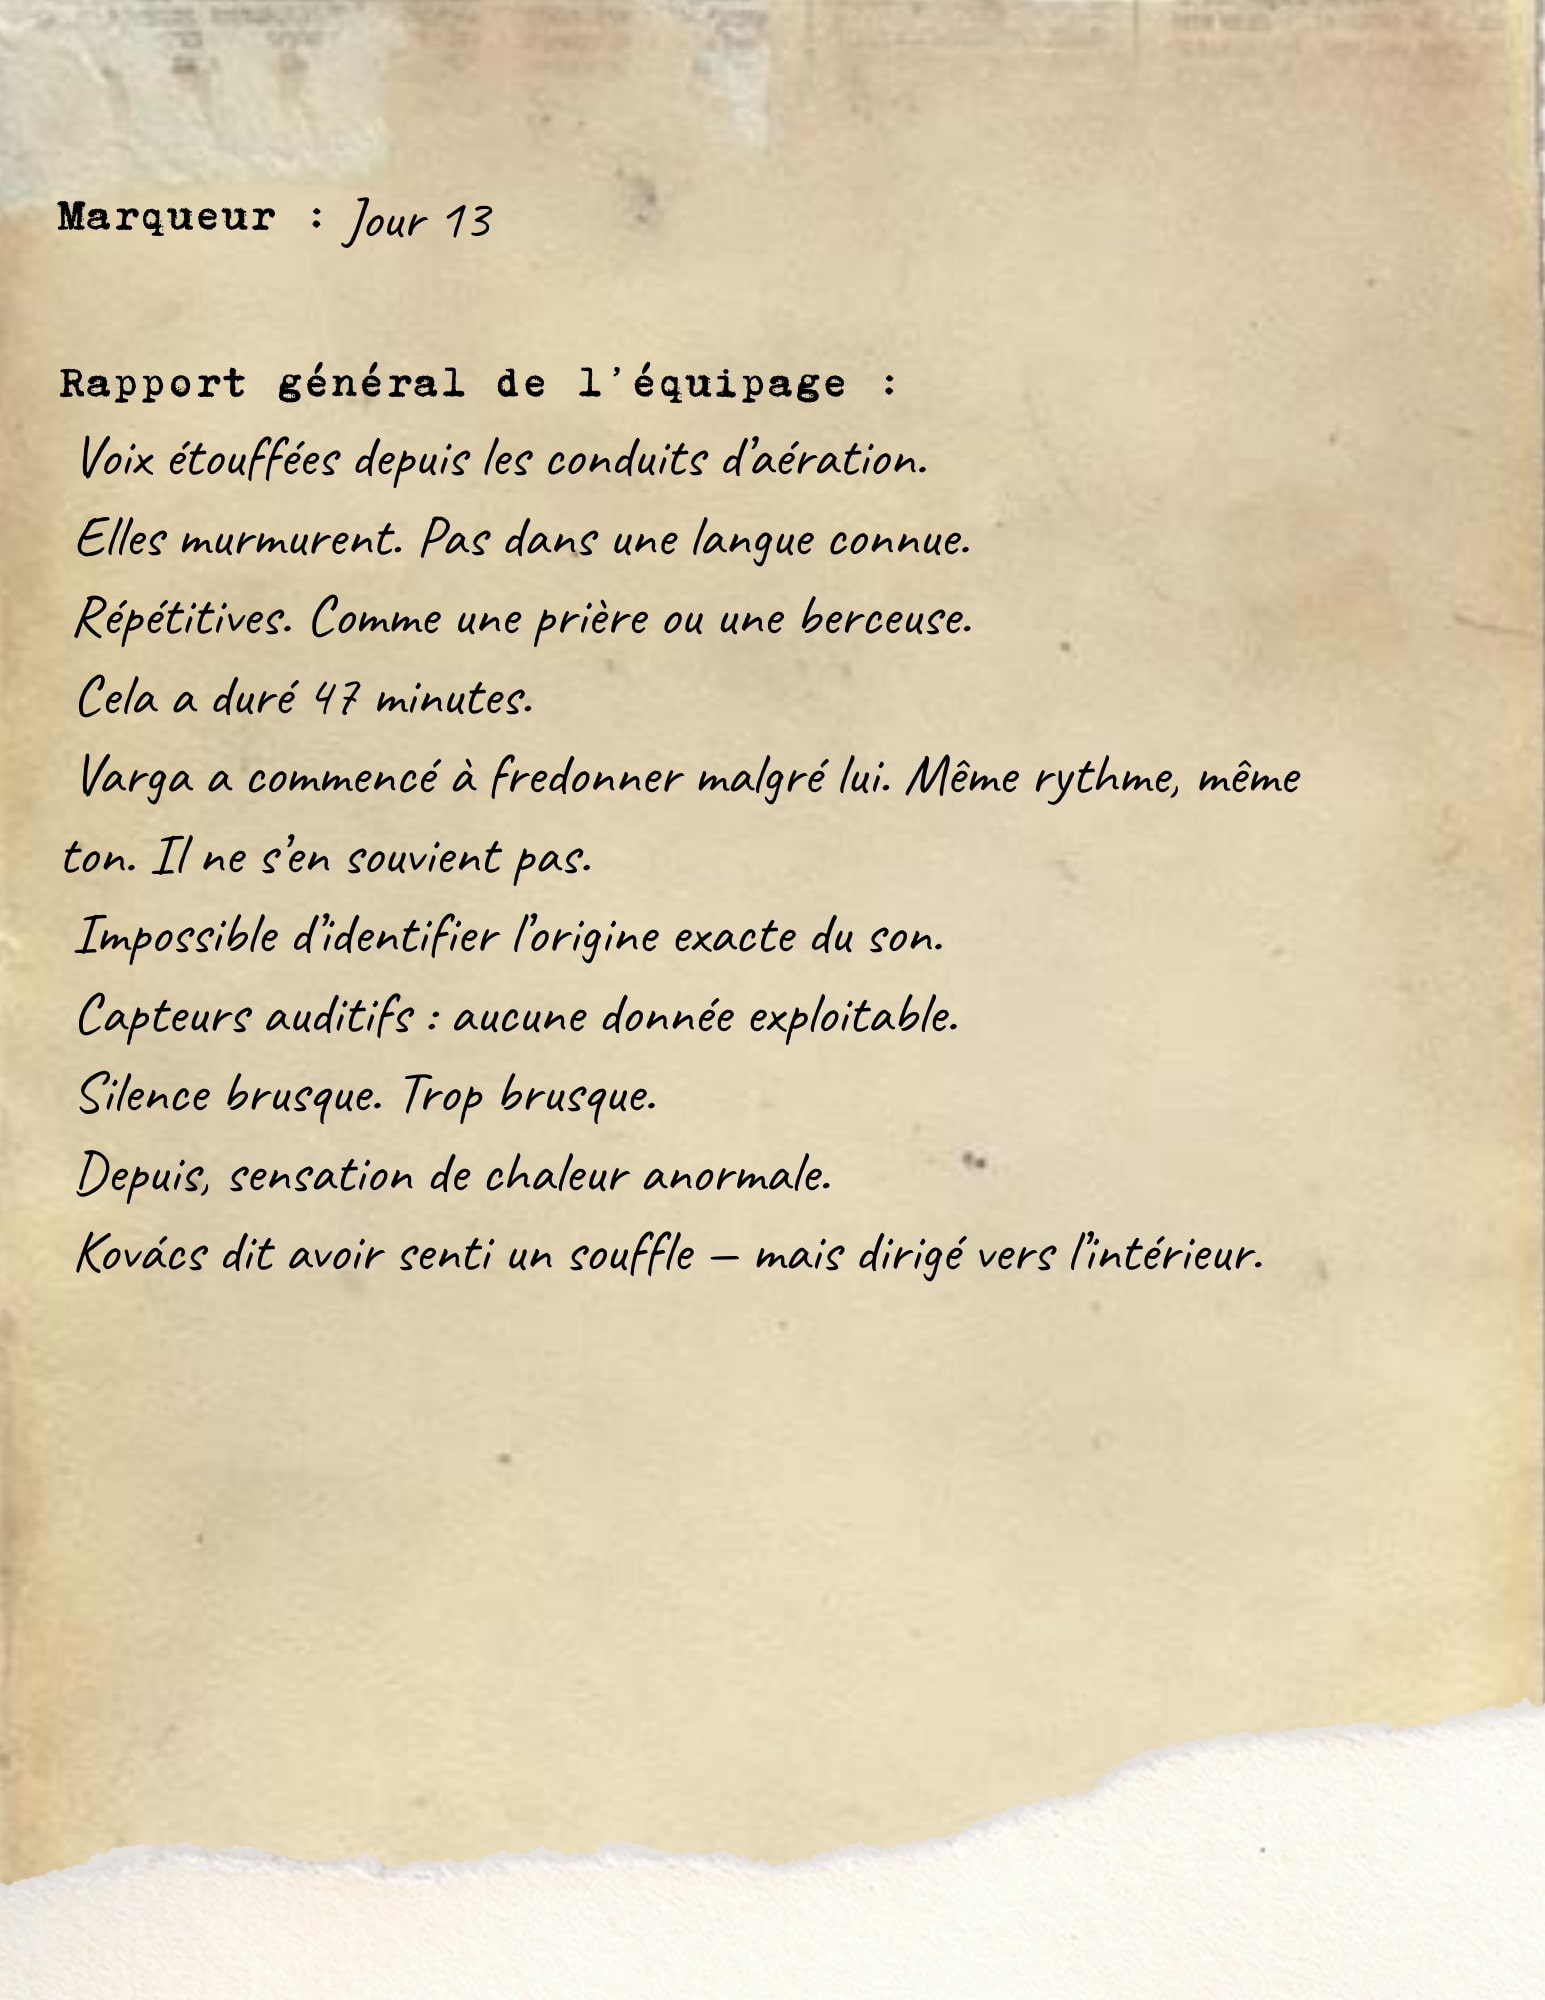 Marqueur : Jour 13
Rapport général de l'équipage :
Voix étouffées depuis les conduits d’aération.
Elles murmurent. Pas dans une langue connue.
Répétitives. Comme une prière ou une berceuse.
Cela a duré 47 minutes.
Varga a commencé à fredonner malgré lui. Même rythme, même
ton. Il ne s’en souvient pas.
Impossible d’identifier l’origine exacte du son.
Capteurs auditifs : aucune donnée exploitable.
Silence brusque. Trop brusque.
Depuis, sensation de chaleur anormale.
Kovács dit avoir senti un souffle — mais dirigé vers l’intérieur.